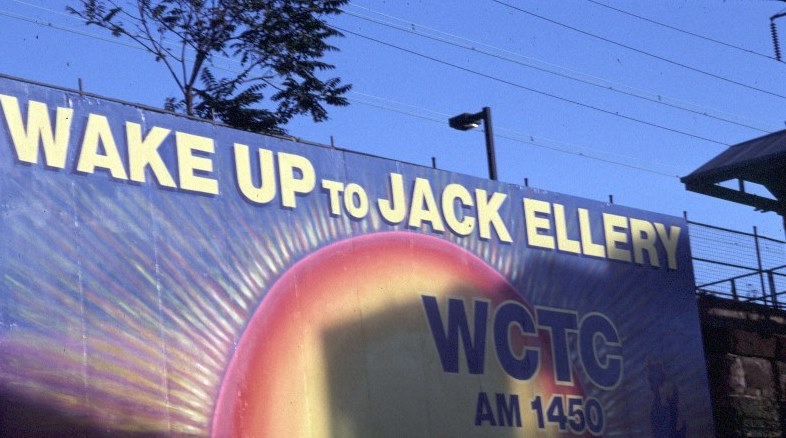 WAKE UP TO JACK ELLERY
WCTC
AM 1450